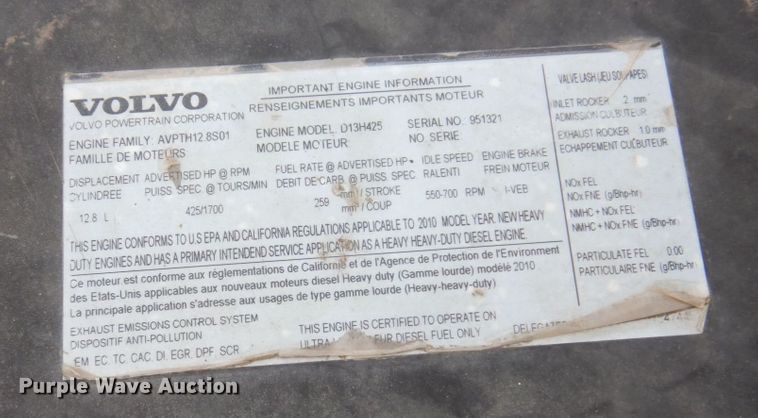 VOLVO
VOLVO POWERTRAIN CORPORATION
IMPORTANT ENGINE INFORMATION
RENSEIGNEMENTS IMPORTANTS MOTEUR
ENGINE FAMILY: AVPTH12.8S01
FAMILLE DE MOTEURS
ENGINE MODEL: D13H425
MODELE MOTEUR:
SERIAL NO.: 951321
NO. SERIE
DISPLACEMENT
CYLINDREE
12.8 L
ADVERTISED HP @ RPM
PUISS SPEC @ TOURS/MIN
425/1700
FUEL RATE @ ADVERTISED HP
DEBIT DE CARB @ PUISS. SPEC
259 mm³ / STROKE
mm³ / COUP
IDLE SPEED
RALENTI
550-700 RPM
ENGINE BRAKE
FREIN MOTEUR
I-VEB
THIS ENGINE CONFORMS TO U.S EPA AND CALIFORNIA REGULATIONS APPLICABLE TO 2010 MODEL YEAR. NEW HEAVY
DUTY ENGINES AND HAS A PRIMARY INTENDEND SERVICE APPLICATION AS A HEAVY HEAVY-DUTY DIESEL ENGINE.
Ce moteur est conforme aux réglementations de Californie et de l'Agence de Protection de l'Environment
des Etats-Unis applicables aux nouveaux moteurs diesel Heavy duty (Gamme lourde) modèlé 2010
La principale application s'adresse aux usages de type gamme lourde (Heavy-heavy-duty)
EXHAUST EMISSIONS CONTROL SYSTEM
DISPOSITIF ANTI-POLLUTION
EM EC TC, CAC, DI, EGR, DPF, SCR
THIS ENGINE IS CERTIFIED TO OPERATE ON
ULTRA DIESEL FUEL ONLY
VALVE LASH (JEU SOUPAPES)
INLET ROCKER 2 mm
ADMISSION CULBUTEUR
EXHAUST ROCKER 1.0 mm
ECHAPPEMENT CULBUTEUR
NOx FEL
NOx FNE (g/Bhp-hr)
NMHC + NOx FEL
NMHC + NOx FNE (g/Bhp-hr)
PARTICULATE FEL 0.00
PARTICULAIRE FNE (g/Bhp-hr)
Purple Wave Auction